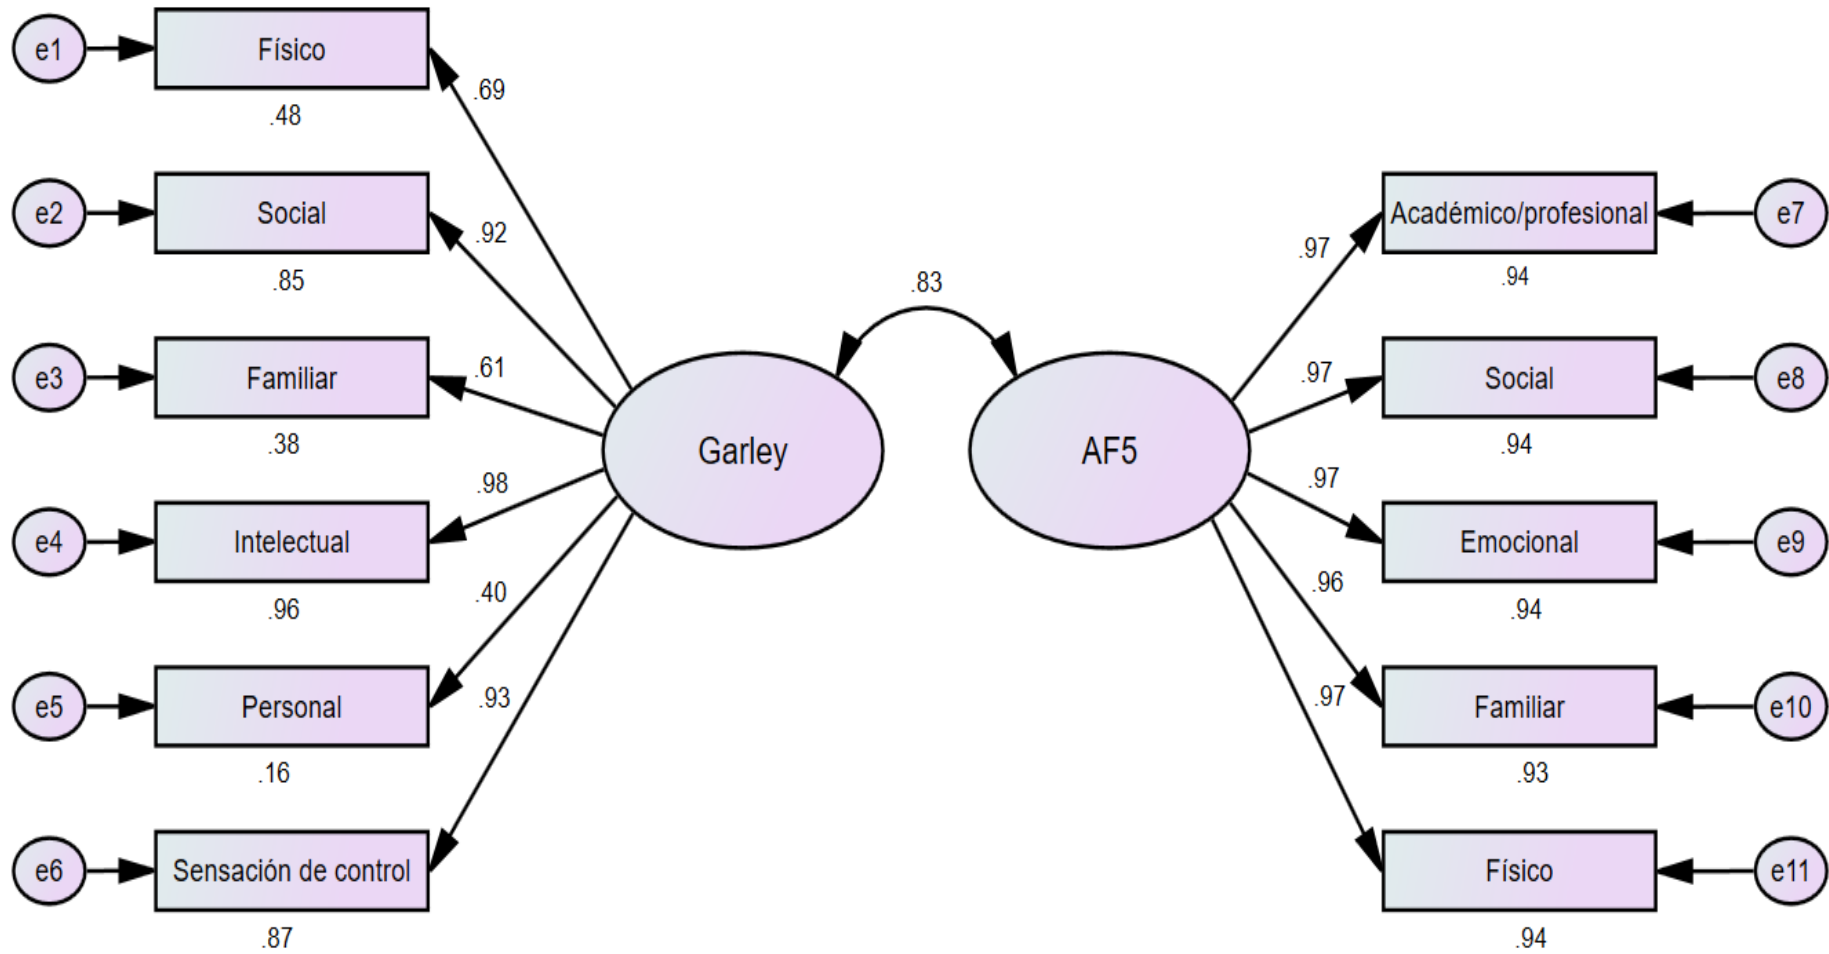 e1
Físico
.48
.69
e2
Social
.85
.92
e3
Familiar
.38
.61
e4
Intelectual
.96
.98
e5
Personal
.16
.40
e6
Sensación de control
.87
.93
Garley
.83
AF5
.97
Académico/profesional
.94
e7
.97
Social
.94
e8
.97
Emocional
.94
e9
.96
Familiar
.93
e10
.97
Físico
.94
e11